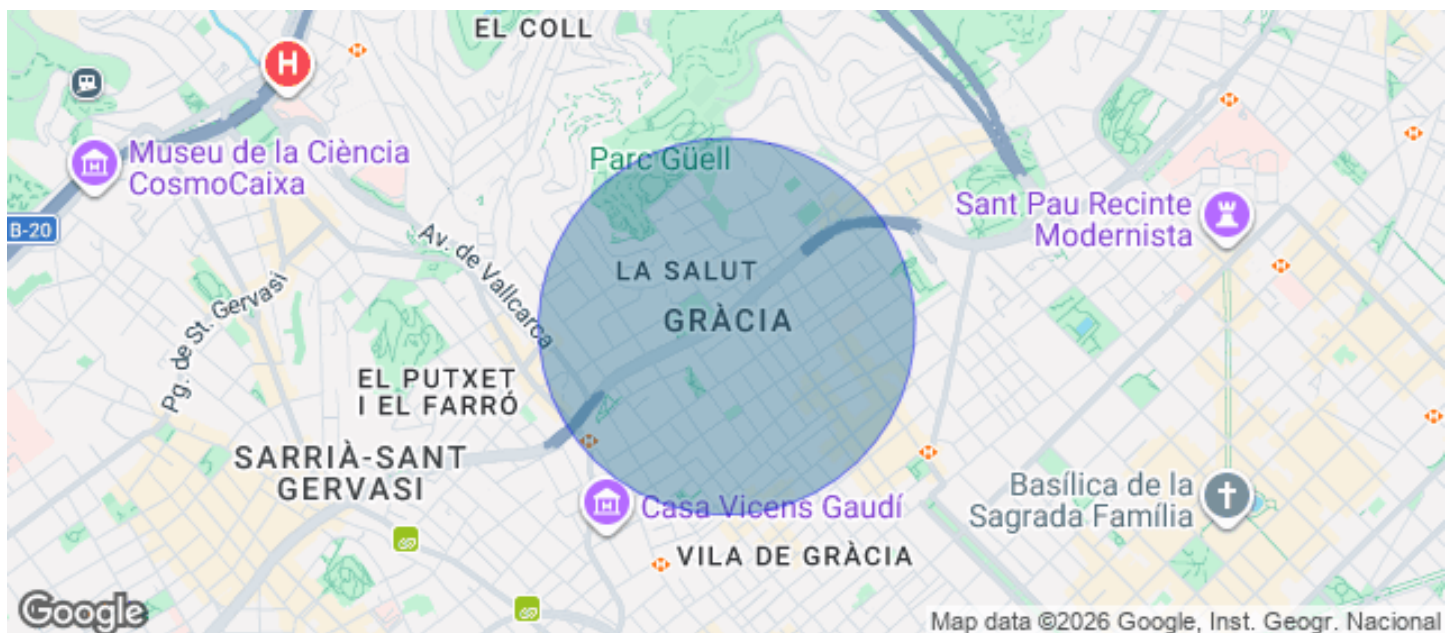 EL COLL
H
Museu de la Ciència
CosmoCaixa
Parc Güell
Sant Pau Recinte
Modernista
B-20
Av. de Vallcarca
LA SALUT
Pg. de St. Gervasi
GRÀCIA
EL PUTXET
I EL FARRÓ
SARRIÀ-SANT
GERVASI
Casa Vicens Gaudí
Basílica de la
Sagrada Família
VILA DE GRÀCIA
Google
Map data ©2026 Google, Inst. Geogr. Nacional